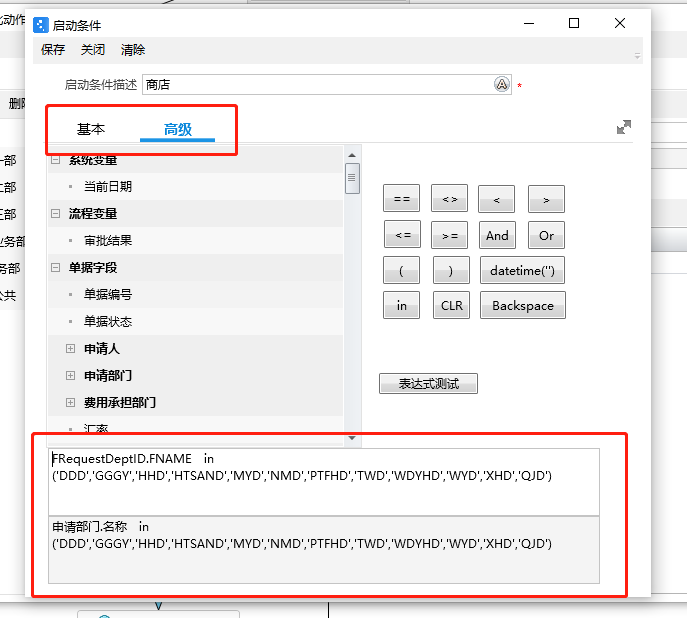 北动作
启动条件
保存 关闭 清除
启动条件描述 商店 *
删除
基本 高级
系统变量
一部
当前日期
二部
流程变量
三部
审批结果
业务部
单据字段
务部
单据编号
公共
单据状态
申请人
申请部门
费用承担部门
汇率
== <> < >
<= >= And Or
( ) datetime('')
in CLR Backspace
表达式测试
FRequestDeptID.FNAME in
('DDD','GGGY','HHD','HTSAND','MYD','NMD','PTFHD','TWD','WDYHD','WYD','XHD','QJD')
申请部门.名称 in
('DDD','GGGY','HHD','HTSAND','MYD','NMD','PTFHD','TWD','WDYHD','WYD','XHD','QJD')